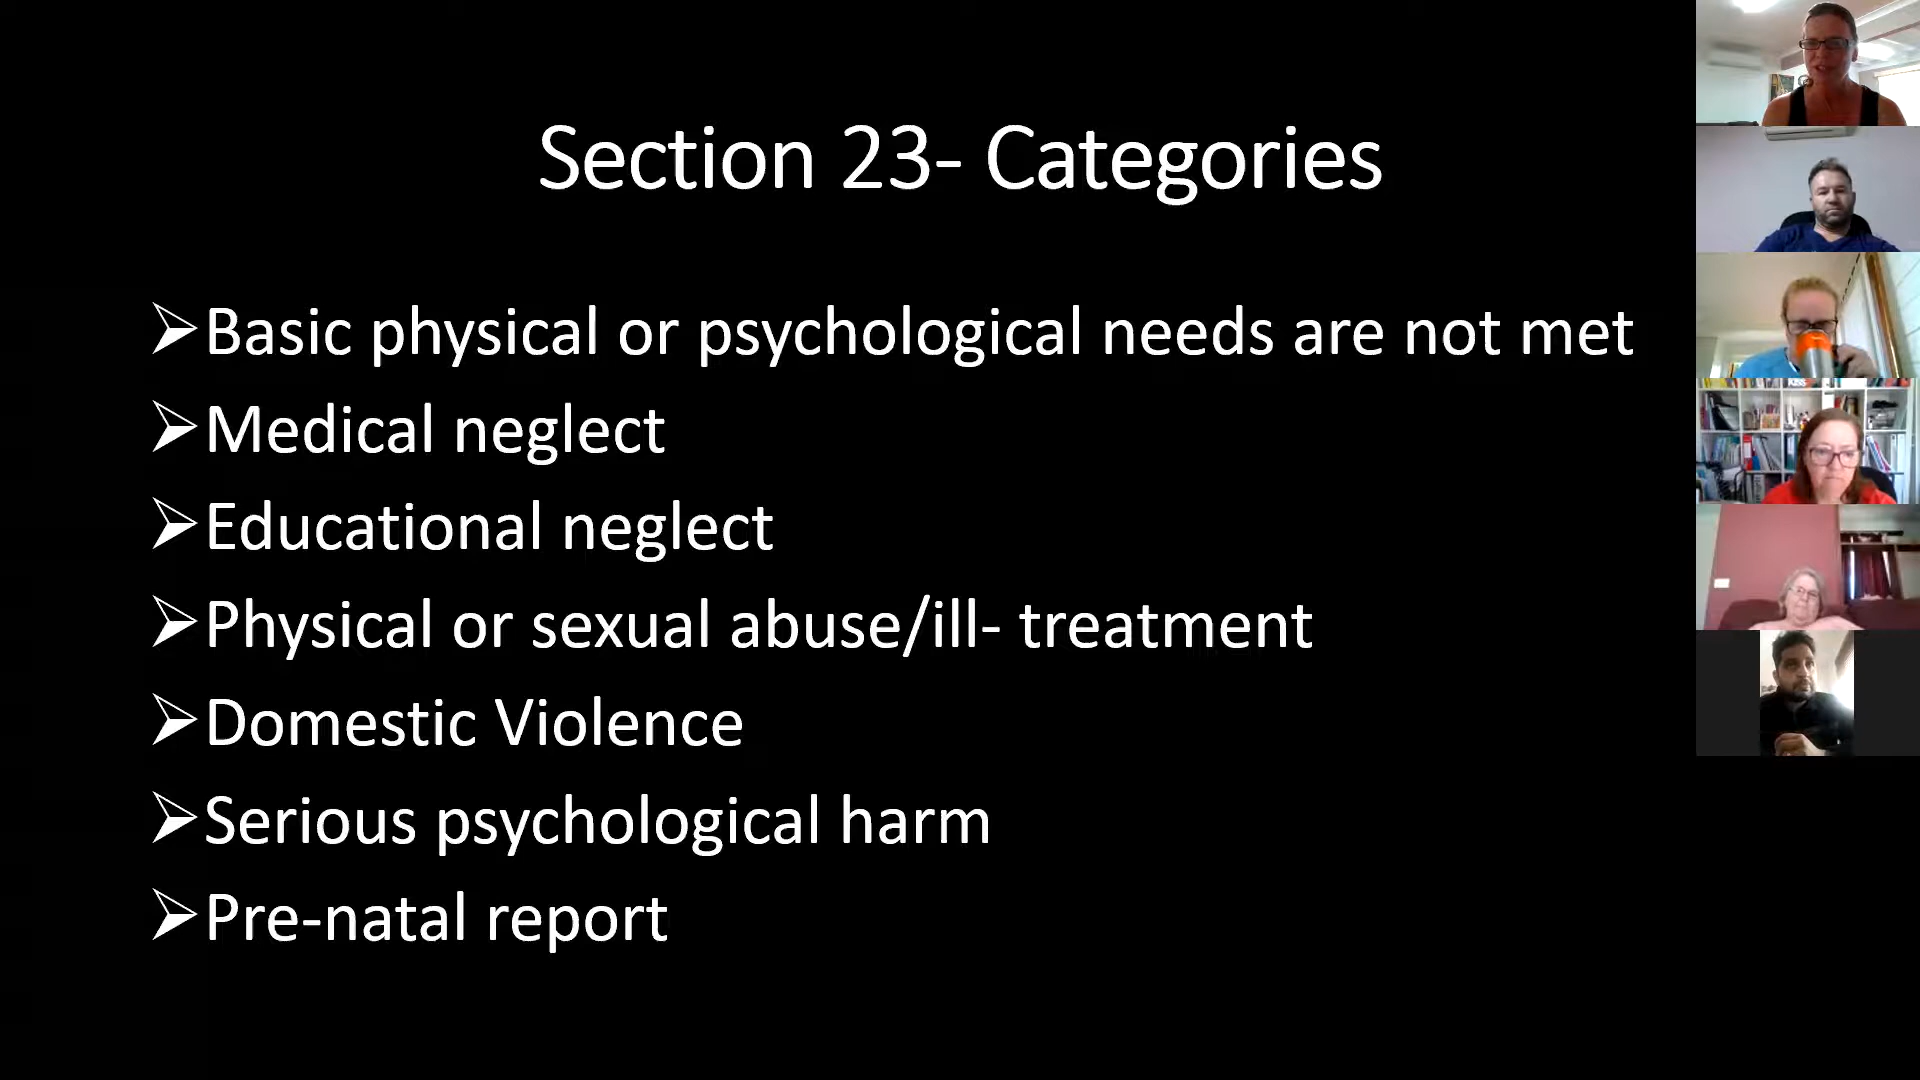 Section 23- Categories
➢Basic physical or psychological needs are not met
➢Medical neglect
➢Educational neglect
➢Physical or sexual abuse/ill- treatment
➢Domestic Violence
➢Serious psychological harm
➢Pre-natal report